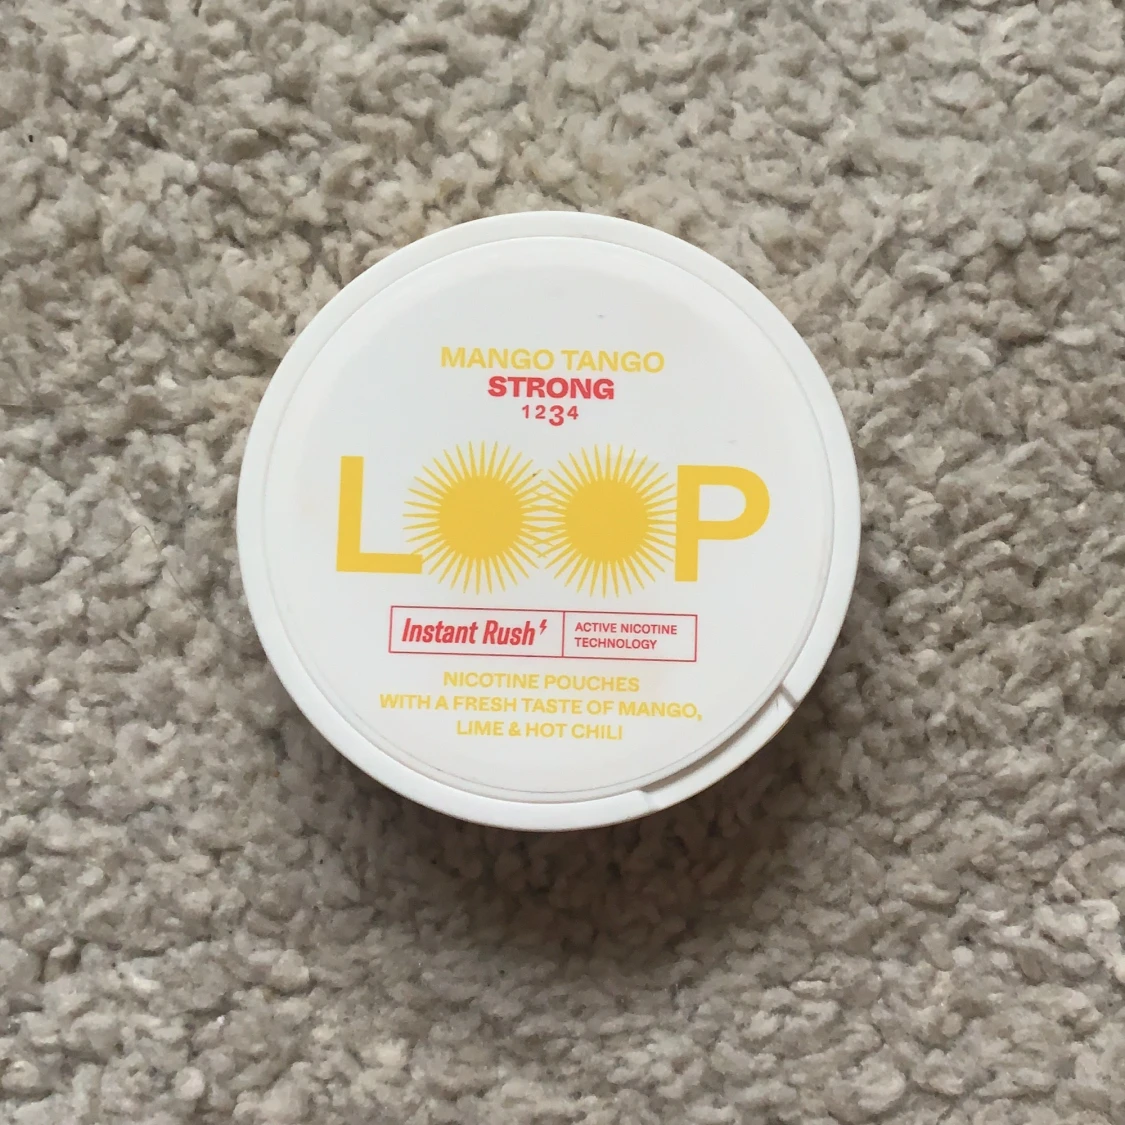 MANGO TANGO
STRONG
1234
LOOP
Instant Rush
ACTIVE NICOTINE
TECHNOLOGY
NICOTINE POUCHES
WITH A FRESH TASTE OF MANGO,
LIME & HOT CHILI